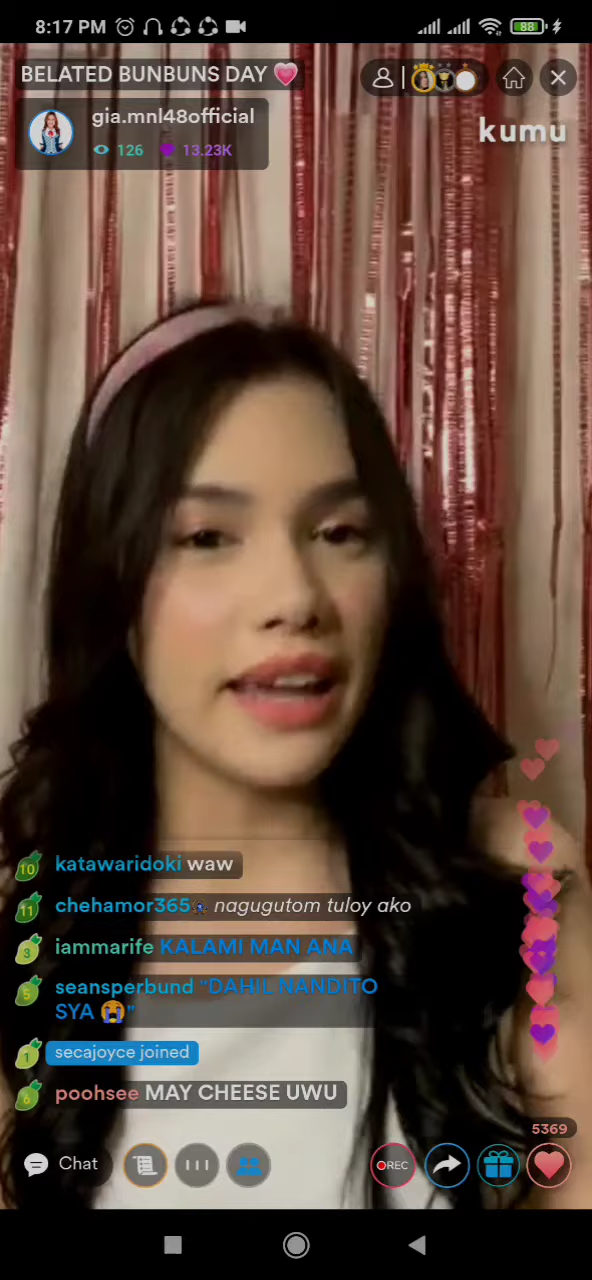 8:17 PM
88
BELATED BUNBUNS DAY 💗
gia.mnl48official
126 13.23K
kumu
10 katawaridoki waw
11 chehamor365 nagugutom tuloy ako
3 iammarife KALAMI MAN ANA
5 seansperbund "DAHIL NANDITO
SYA 😭"
1 secajoyce joined
6 poohsee MAY CHEESE UWU
5369
Chat
REC